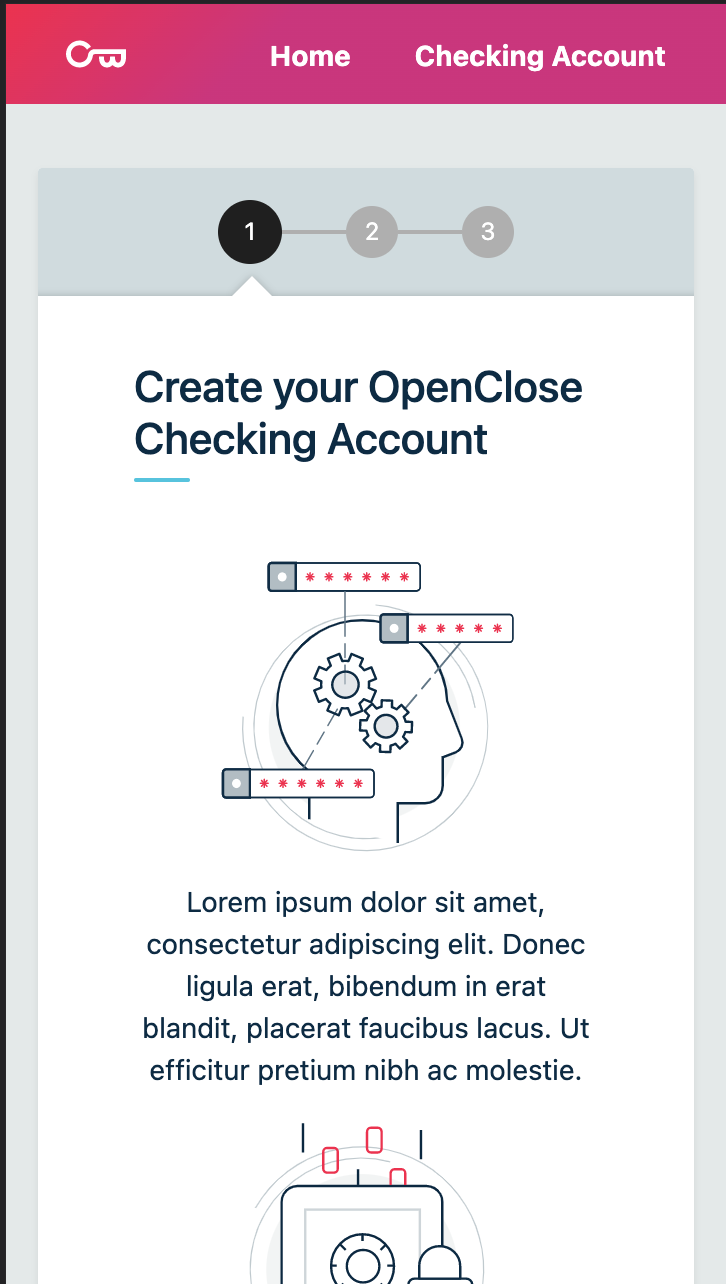 Home Checking Account
1 2 3
Create your OpenClose
Checking Account
******
*****
******
Lorem ipsum dolor sit amet,
consectetur adipiscing elit. Donec
ligula erat, bibendum in erat
blandit, placerat faucibus lacus. Ut
efficitur pretium nibh ac molestie.